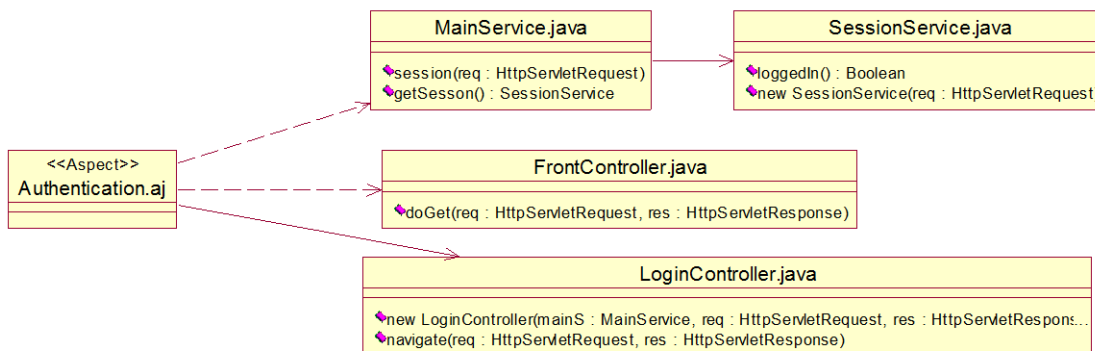 MainService.java
session(req : HttpServletRequest)
getSesson() : SessionService
SessionService.java
loggedIn() : Boolean
new SessionService(req : HttpServletRequest
<<Aspect>>
Authentication.aj
FrontController.java
doGet(req : HttpServletRequest, res : HttpServletResponse)
LoginController.java
new LoginController(mainS : MainService, req : HttpServletRequest, res : HttpServletRespons...
navigate(req : HttpServletRequest, res : HttpServletResponse)